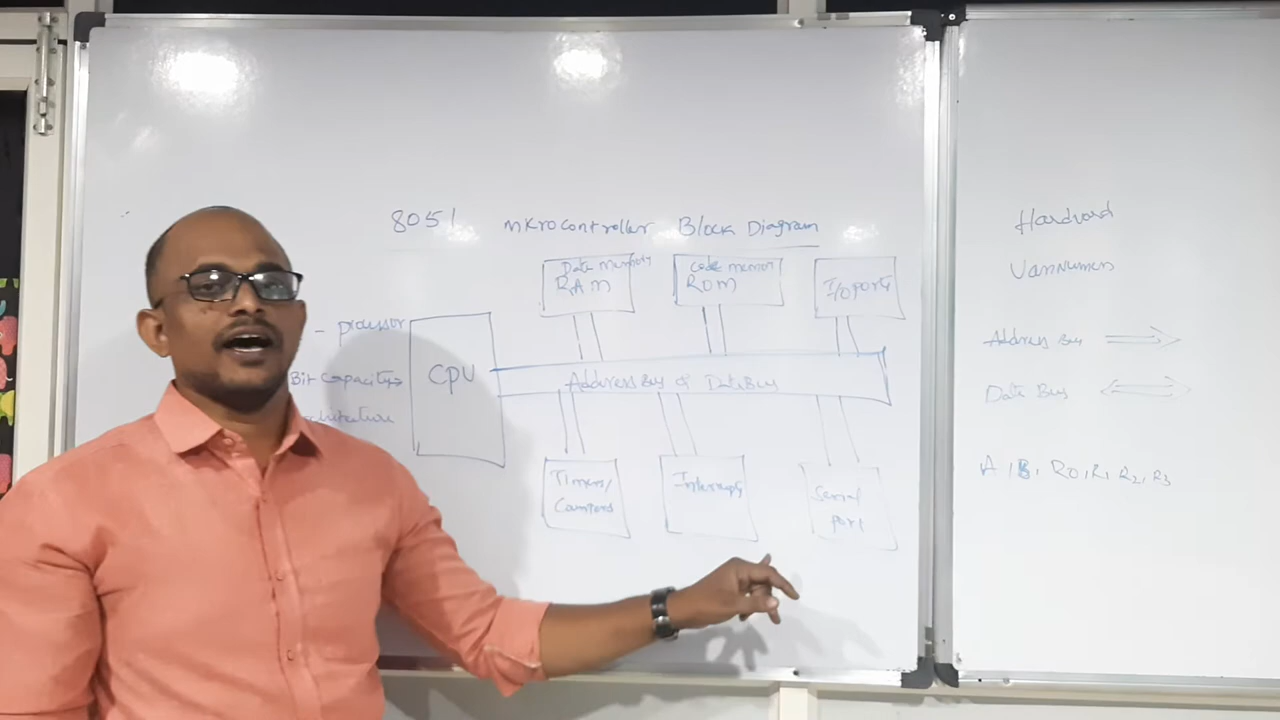 8051 microcontroller Block Diagram
Data memory
RAM
Code memory
ROM
I/O PORTS
- processor
Bit capacity
CPU
Address Bus & Data Bus
Timers/
Counters
Interrupts
Serial
port
Hardvard
VanNumen
Address Bus
Data Bus
A, B, R0, R1, R2, R3